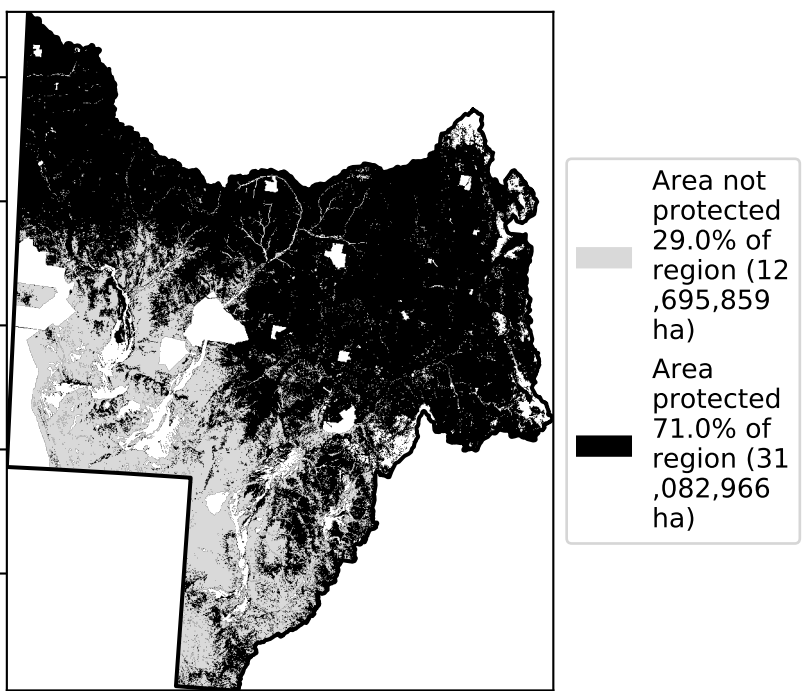 Area not
protected
29.0% of
region (12
,695,859
ha)
Area
protected
71.0% of
region (31
,082,966
ha)